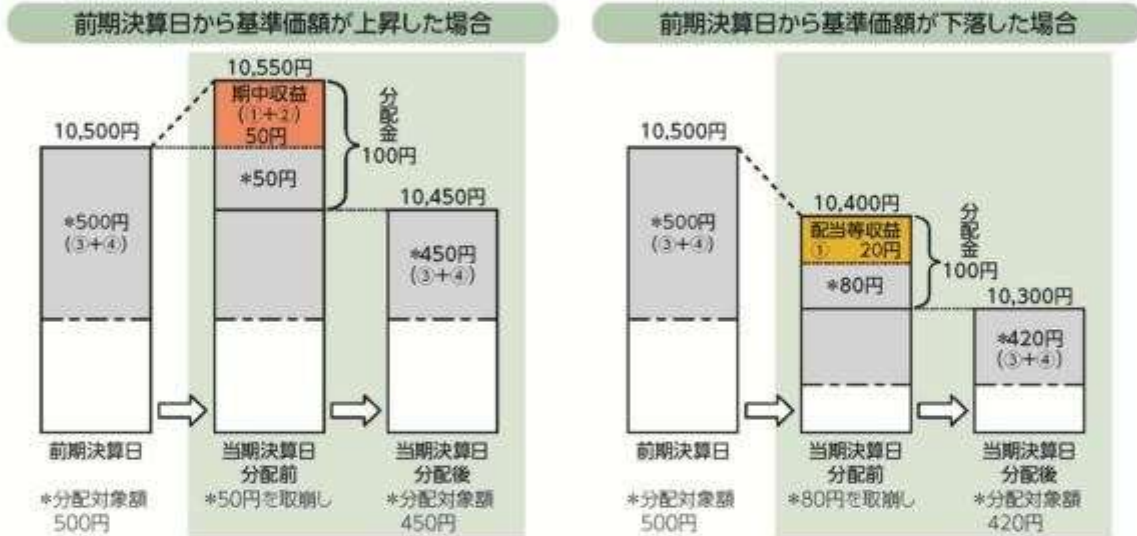 前期決算日から基準価額が上昇した場合
10,550円
期中収益
(①+②)
50円
分配金
100円
10,500円
*50円
*500円
(③+④)
10,450円
*450円
(③+④)
前期決算日
当期決算日
分配前
当期決算日
分配後
*分配対象額
500円
*50円を取崩し
*分配対象額
450円
前期決算日から基準価額が下落した場合
10,500円
*500円
(③+④)
10,400円
配当等収益
① 20円
分配金
100円
*80円
10,300円
*420円
(③+④)
前期決算日
当期決算日
分配前
当期決算日
分配後
*分配対象額
500円
*80円を取崩し
*分配対象額
420円